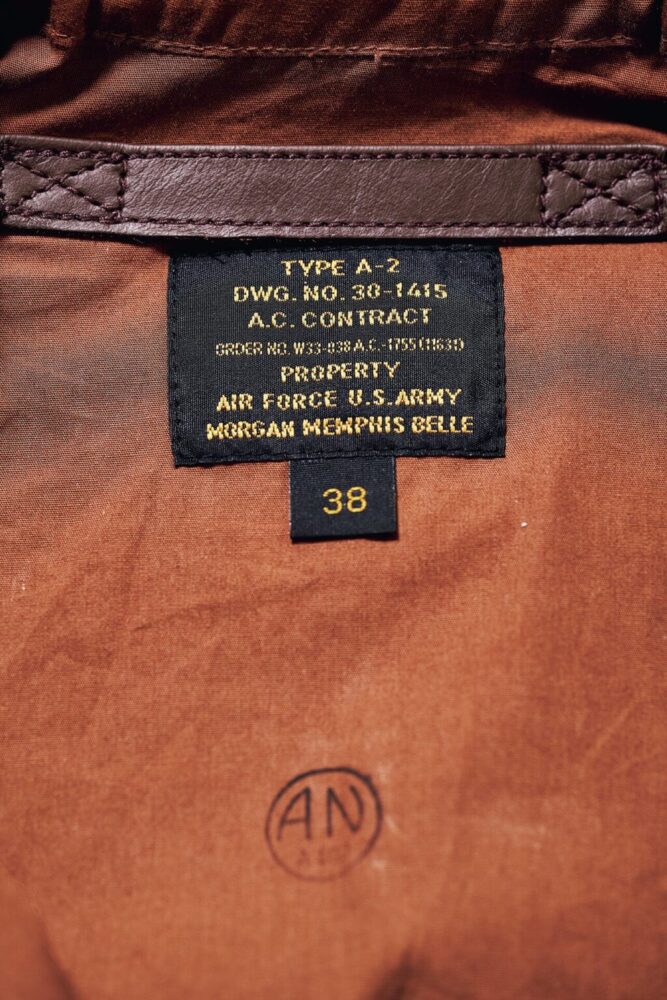 TYPE A-2
DWG. NO. 30-1415
A.C. CONTRACT
ORDER NO. W33-038 A.C.-1755 (11631)
PROPERTY
AIR FORCE U.S.ARMY
MORGAN MEMPHIS BELLE
38
AN